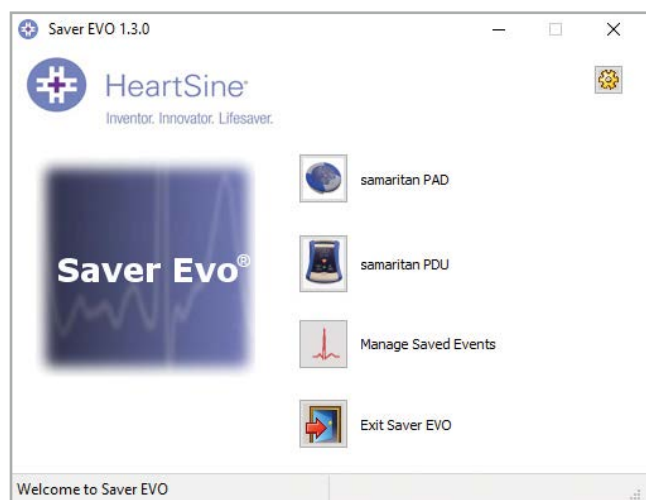 Saver EVO 1.3.0
HeartSine®
Inventor. Innovator. Lifesaver.
samaritan PAD
Saver Evo®
samaritan PDU
Manage Saved Events
Exit Saver EVO
Welcome to Saver EVO